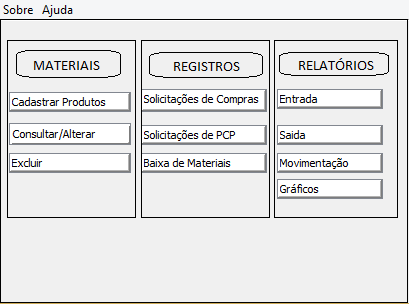 Sobre Ajuda
MATERIAIS
Cadastrar Produtos
Consultar/Alterar
Excluir
REGISTROS
Solicitações de Compras
Solicitações de PCP
Baixa de Materiais
RELATÓRIOS
Entrada
Saida
Movimentação
Gráficos